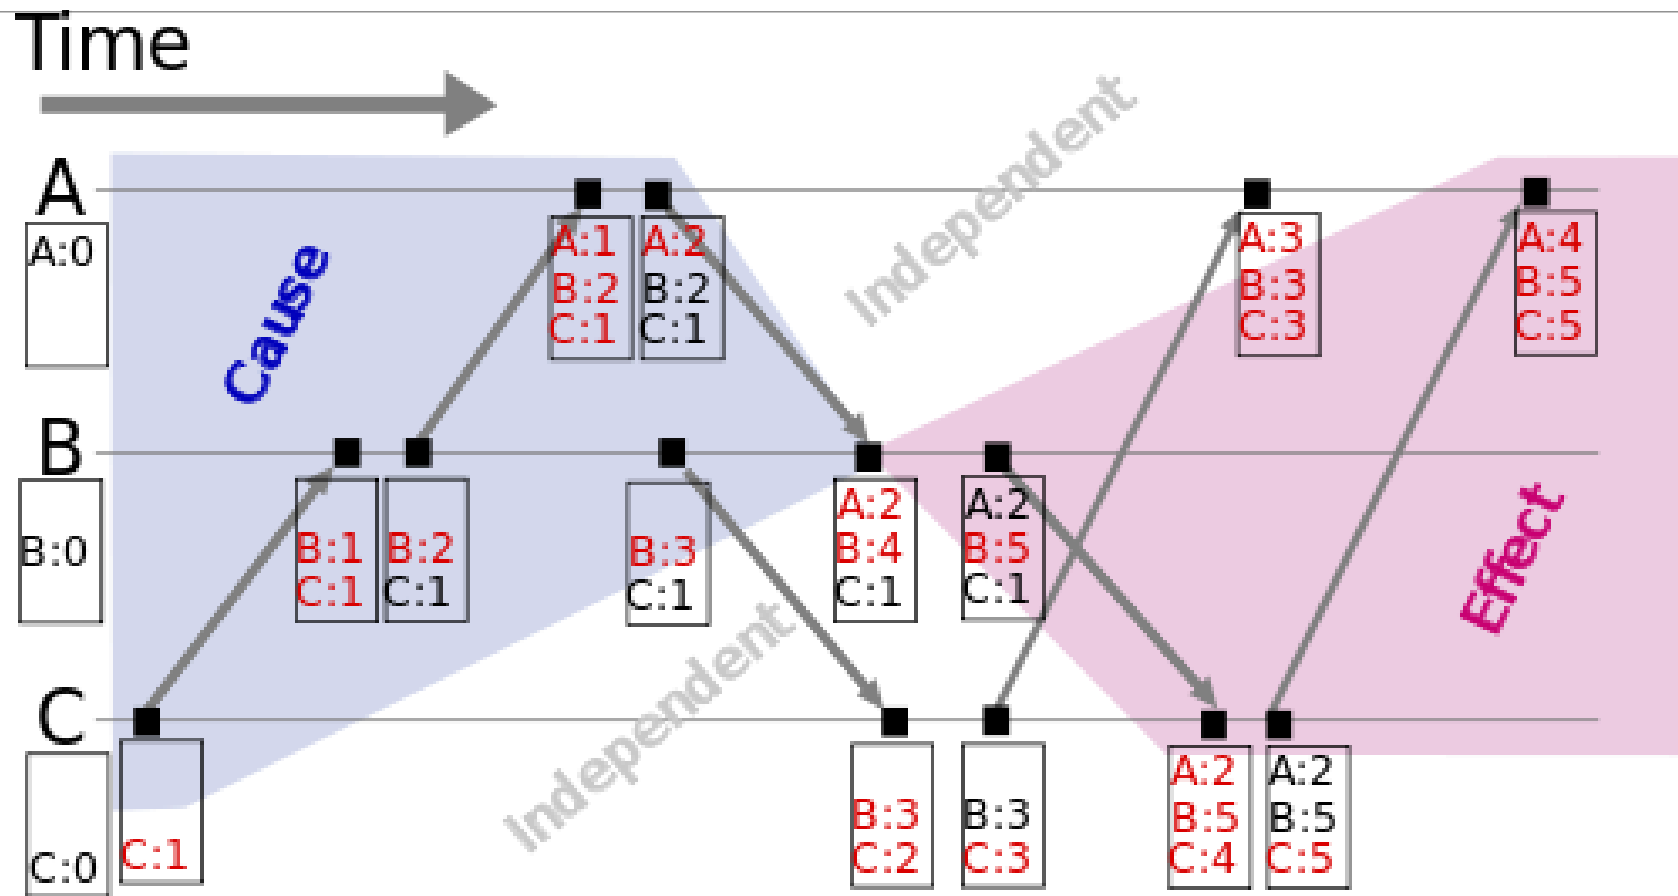 Time
Independent
A
A:0
Cause
A:1
B:2
C:1
A:2
B:2
C:1
A:3
B:3
C:3
A:4
B:5
C:5
B
B:0
B:1
C:1
B:2
C:1
B:3
C:1
A:2
B:4
C:1
A:2
B:5
C:1
Effect
Independent
C
C:0
C:1
B:3
C:2
B:3
C:3
A:2
B:5
C:4
A:2
B:5
C:5